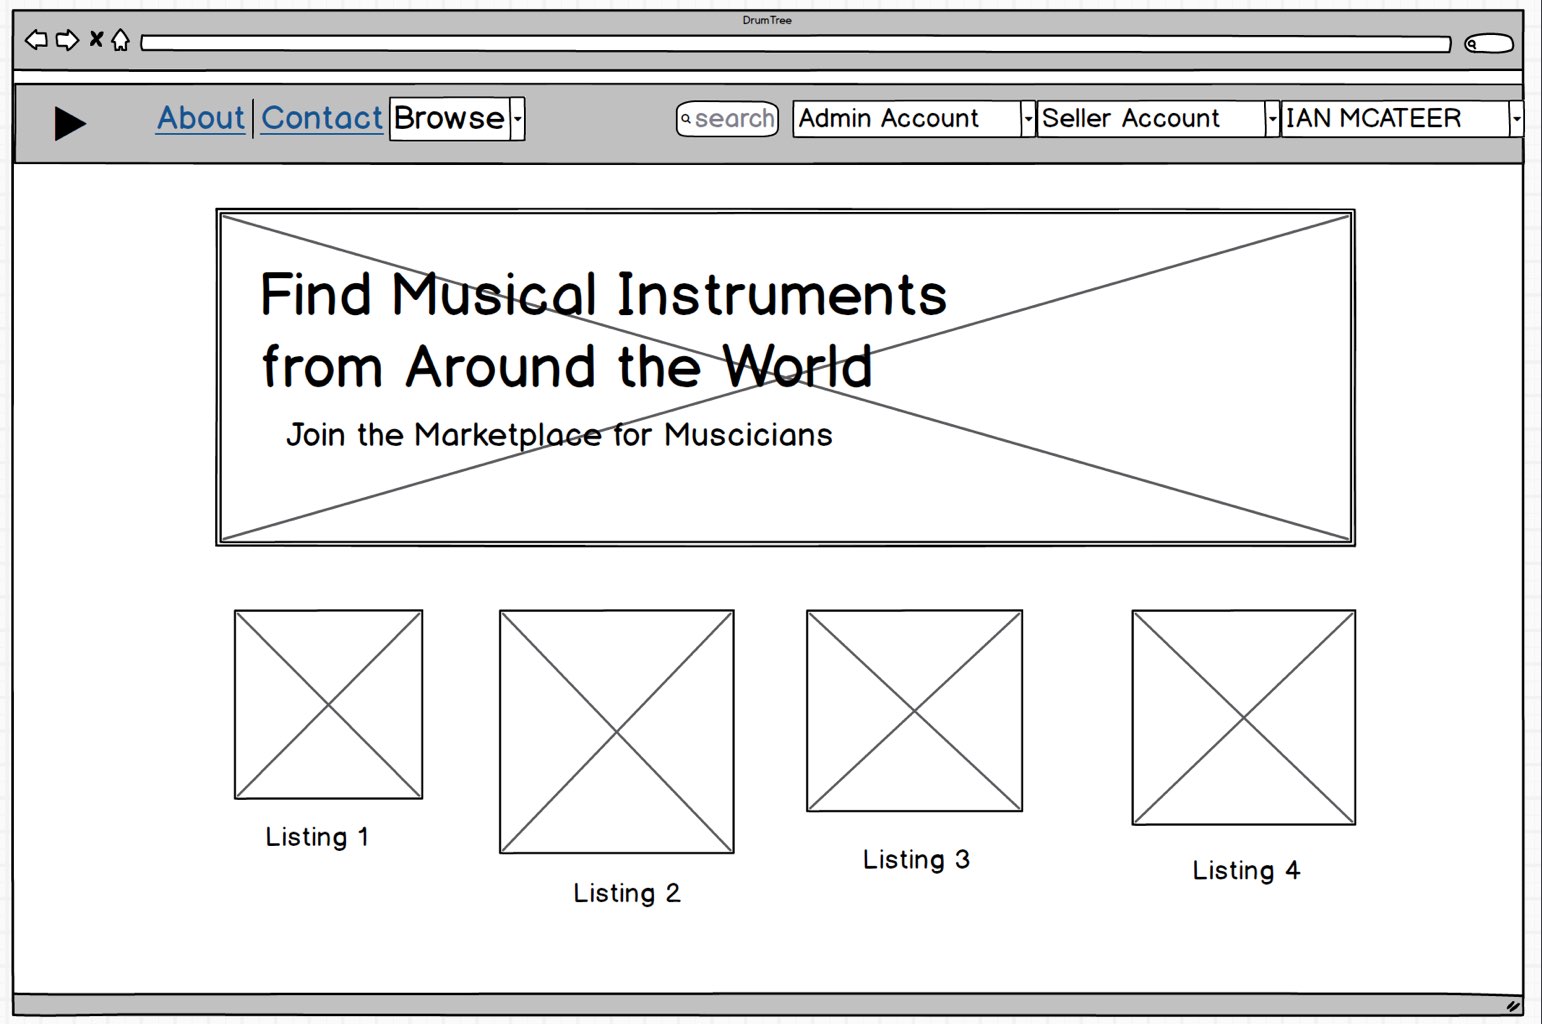 DrumTree
About Contact Browse search Admin Account Seller Account IAN MCATEER
Find Musical Instruments
from Around the World
Join the Marketplace for Muscicians
Listing 1
Listing 2
Listing 3
Listing 4